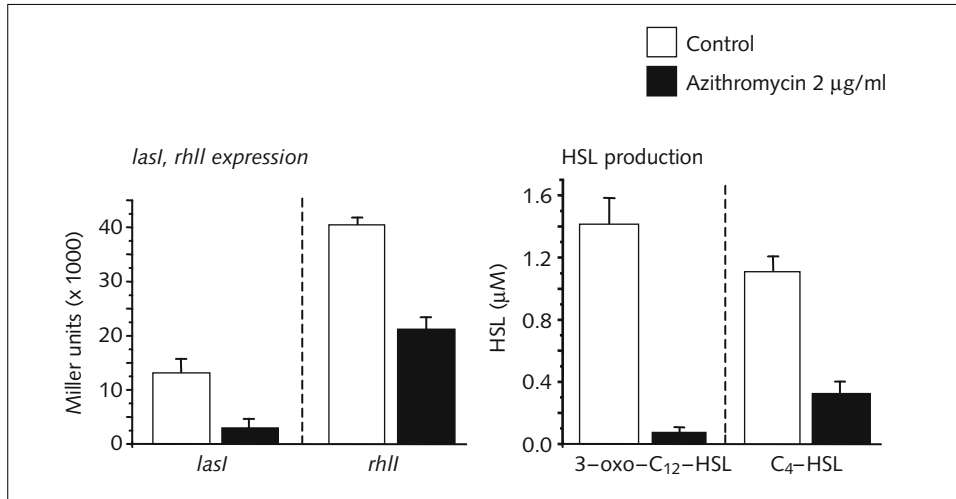 Control
Azithromycin 2 μg/ml
lasI, rhlI expression
HSL production
Miller units (x 1000)
40
30
20
10
0
lasI
rhlI
HSL (μM)
1.6
1.2
0.8
0.4
0.0
3–oxo–C₁₂–HSL
C₄–HSL